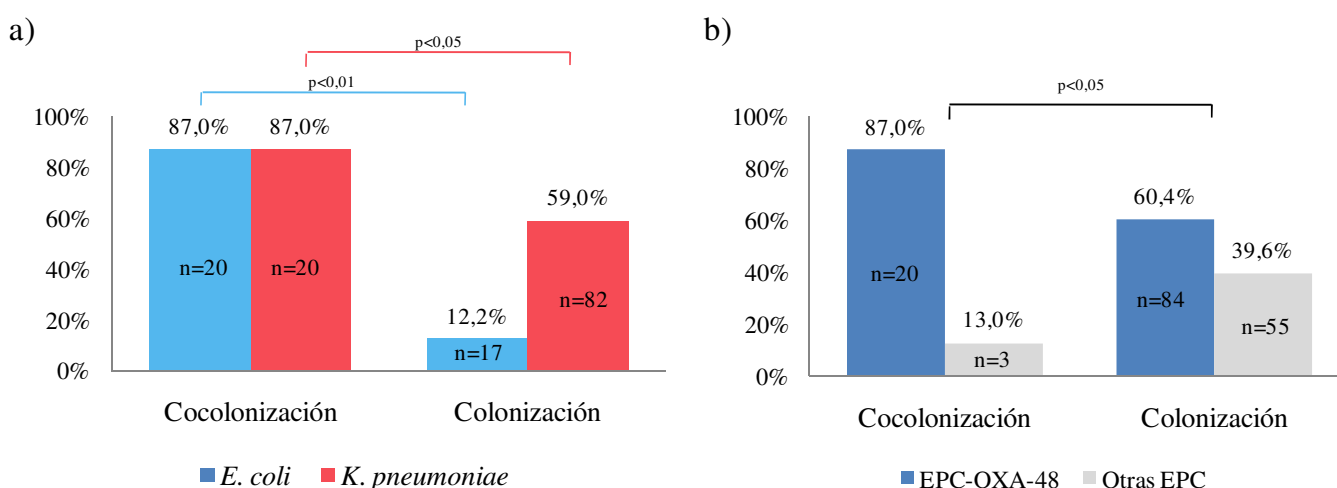 a)
p<0,05
p<0,01
100%
80%
60%
40%
20%
0%
87,0%
87,0%
n=20
n=20
12,2%
n=17
59,0%
n=82
Cocolonización
Colonización
E. coli
K. pneumoniae
b)
p<0,05
100%
80%
60%
40%
20%
0%
87,0%
n=20
13,0%
n=3
60,4%
n=84
39,6%
n=55
Cocolonización
Colonización
EPC-OXA-48
Otras EPC